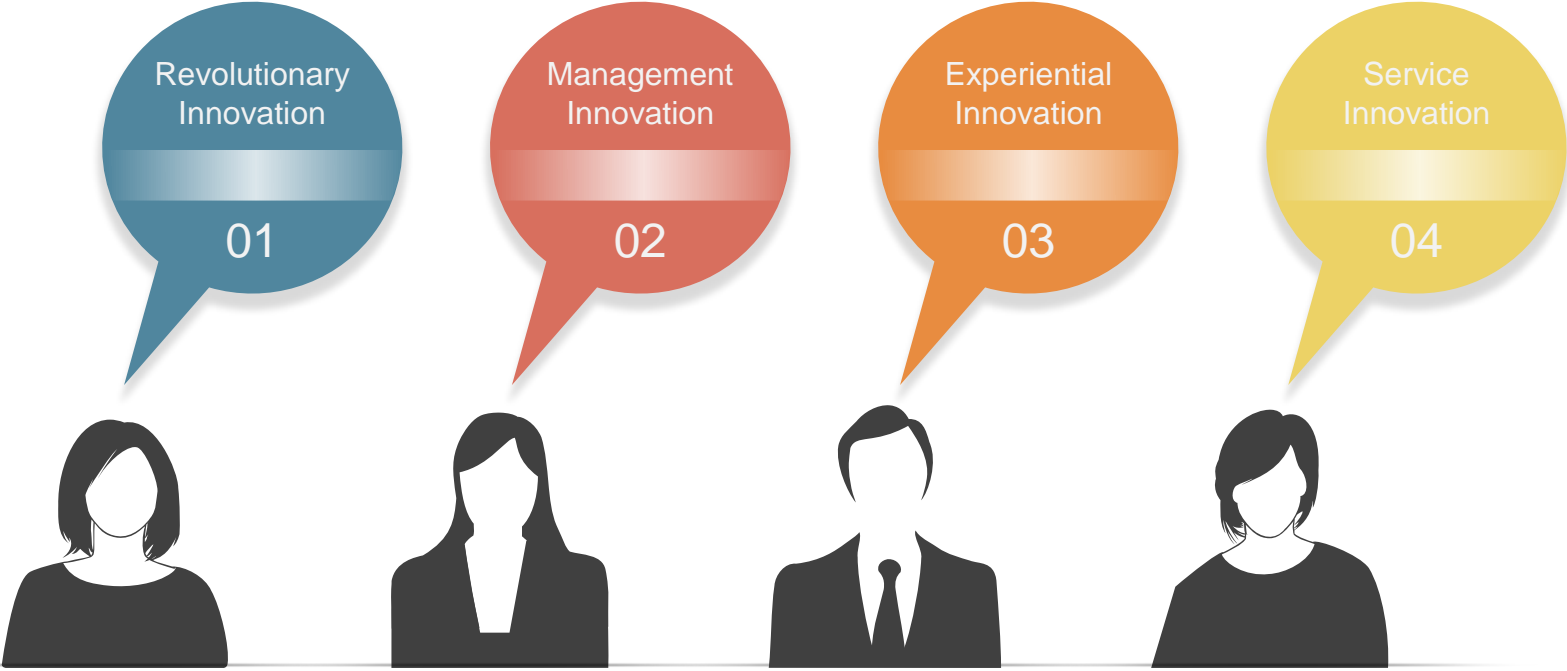 Revolutionary
Innovation
01
Management
Innovation
02
Experiential
Innovation
03
Service
Innovation
04